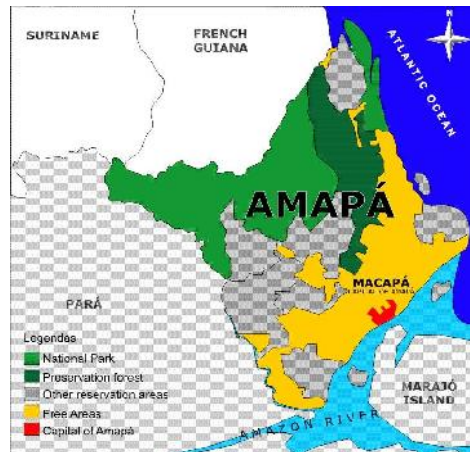 SURINAME
FRENCH
GUIANA
N
ATLANTIC OCEAN
AMAPÁ
MACAPÁ
PARÁ
Legendas
National Park
Preservation forest
Other reservation areas
Free Areas
Capital of Amapá
MARAJÓ
ISLAND
AMAZON RIVER